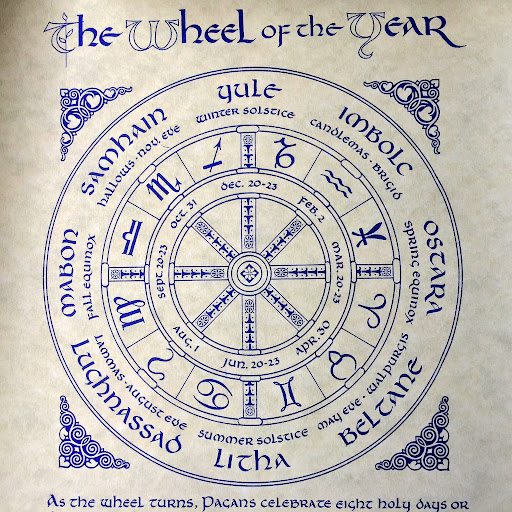 The Wheel of the Year
Yule
Winter Solstice
Imbolc
Candlemas · Brigid
Ostara
Spring Equinox
Beltane
May Eve · Walpurgis
Litha
Summer Solstice
Lughnassad
Lammas · August Eve
Mabon
Fall Equinox
Samhain
Hallows · Nov. Eve
Dec. 20-23
Feb. 2
Mar. 20-23
Apr. 30
Jun. 20-23
Aug. 1
Sept. 20-23
Oct. 31
♐ ♑ ♒ ♓ ♈ ♉ ♊ ♋ ♌ ♍ ♎ ♏
As the wheel turns, Pagans celebrate eight holy days or